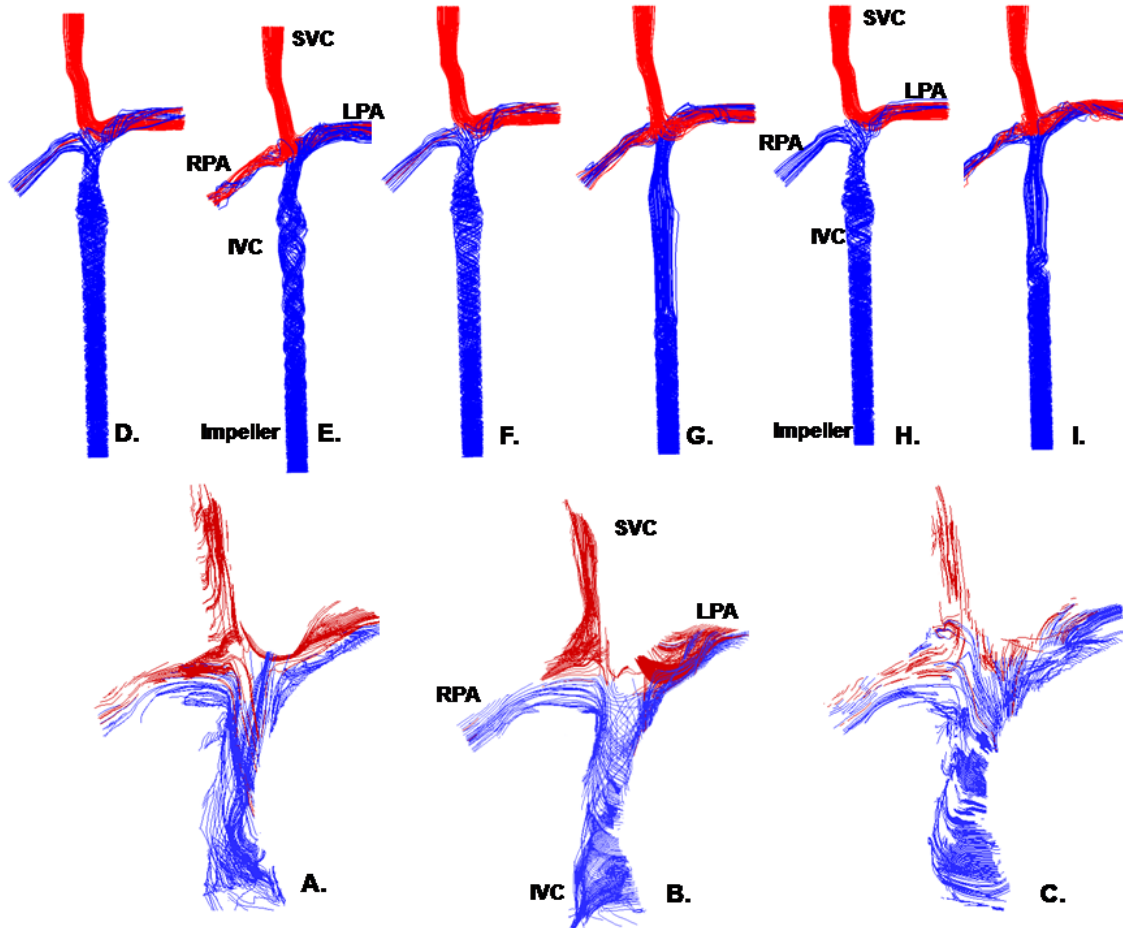 SVC
SVC
LPA
LPA
RPA
RPA
IVC
IVC
Impeller
Impeller
D.
E.
F.
G.
H.
I.
SVC
LPA
RPA
IVC
A.
B.
C.